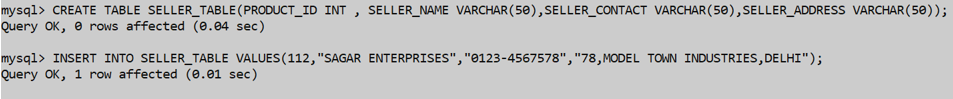 mysql> CREATE TABLE SELLER_TABLE(PRODUCT_ID INT , SELLER_NAME VARCHAR(50),SELLER_CONTACT VARCHAR(50),SELLER_ADDRESS VARCHAR(50));
Query OK, 0 rows affected (0.04 sec)
mysql> INSERT INTO SELLER_TABLE VALUES(112,"SAGAR ENTERPRISES","0123-4567578","78,MODEL TOWN INDUSTRIES,DELHI");
Query OK, 1 row affected (0.01 sec)